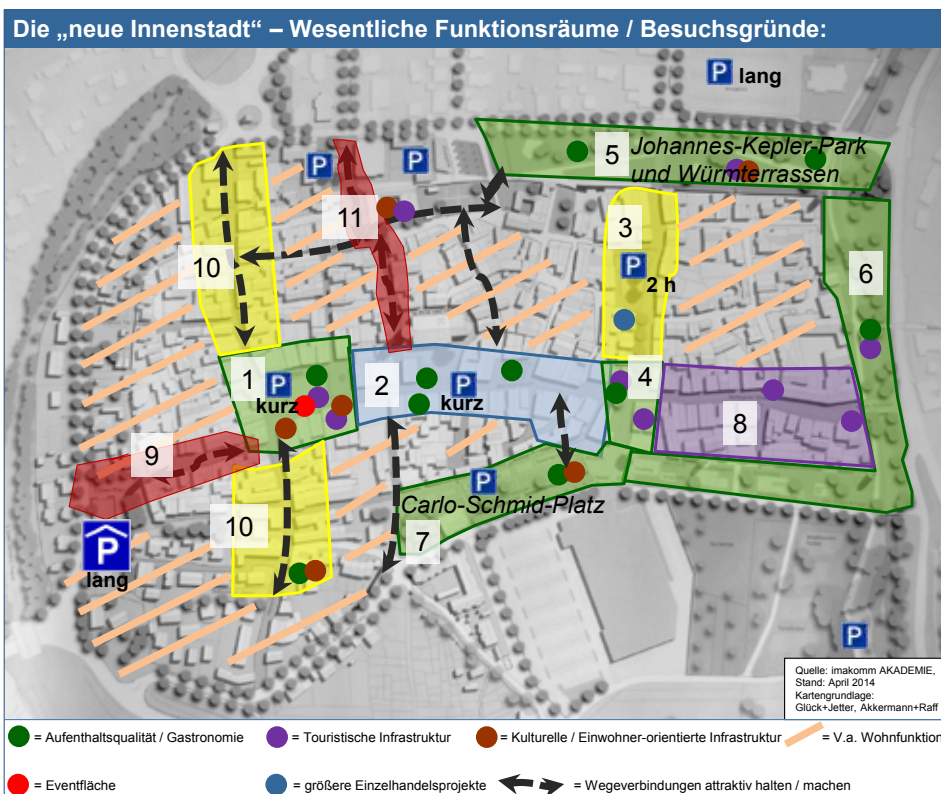 Die „neue Innenstadt“ – Wesentliche Funktionsräume / Besuchsgründe:
P lang
P
P
5
Johannes-Kepler-Park
und Würmterrassen
11
3
10
P
2 h
6
1
P
kurz
2
P
kurz
4
8
9
P
Carlo-Schmid-Platz
10
7
P
lang
P
Quelle: imakomm AKADEMIE,
Stand: April 2014
Kartengrundlage:
Glück+Jetter, Akkermann+Raff
= Aufenthaltsqualität / Gastronomie
= Touristische Infrastruktur
= Kulturelle / Einwohner-orientierte Infrastruktur
= V.a. Wohnfunktion
= Eventfläche
= größere Einzelhandelsprojekte
= Wegeverbindungen attraktiv halten / machen